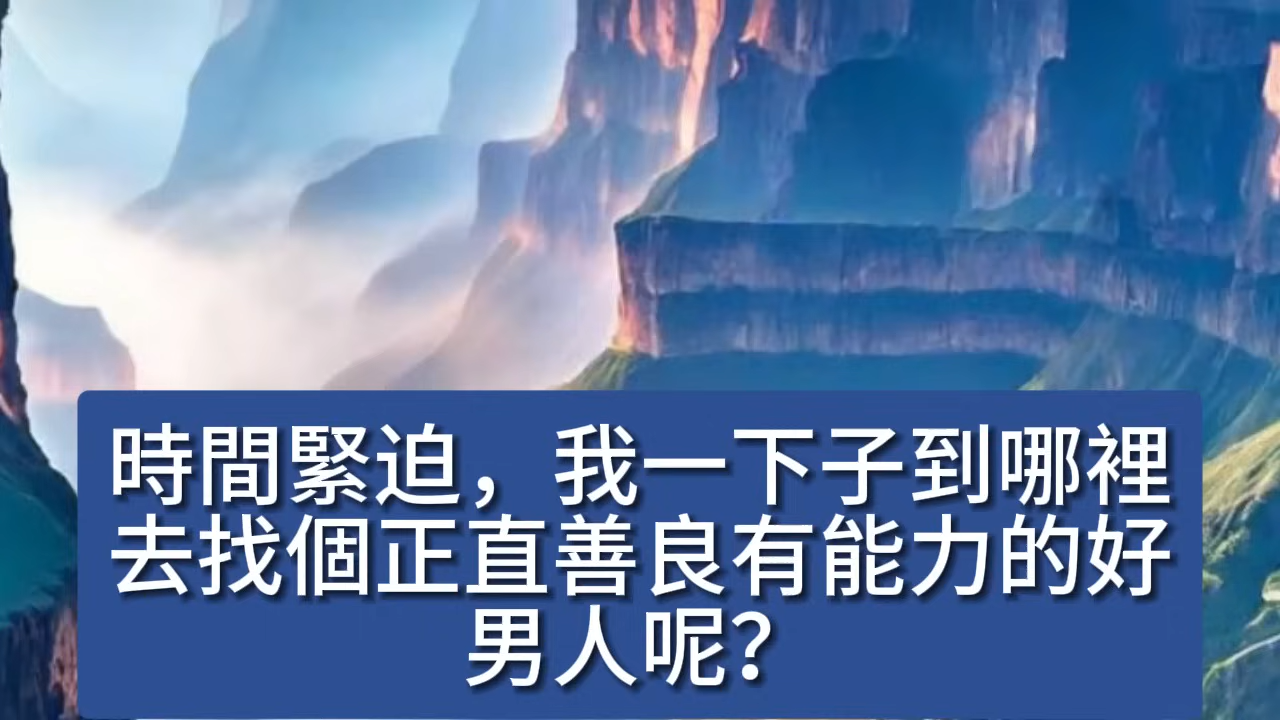 時間緊迫，我一下子到哪裡
去找個正直善良有能力的好
男人呢？